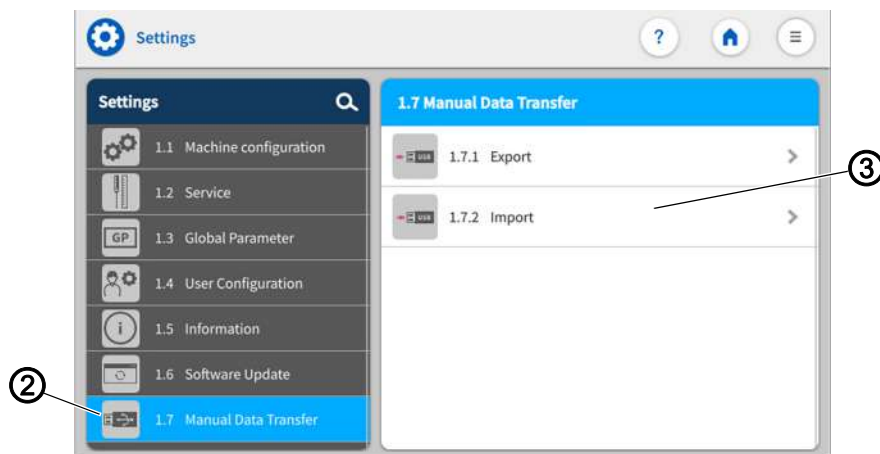 Settings
?
Settings
1.1 Machine configuration
1.2 Service
GP 1.3 Global Parameter
1.4 User Configuration
i 1.5 Information
1.6 Software Update
② 1.7 Manual Data Transfer
1.7 Manual Data Transfer
USB 1.7.1 Export
③
USB 1.7.2 Import